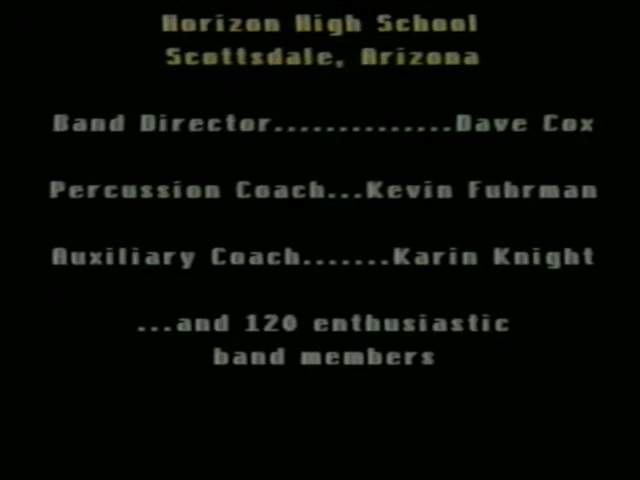 Horizon High School
Scottsdale, Arizona
Band Director..............Dave Cox
Percussion Coach...Kevin Fuhrman
Auxiliary Coach.......Karin Knight
...and 120 enthusiastic
band members